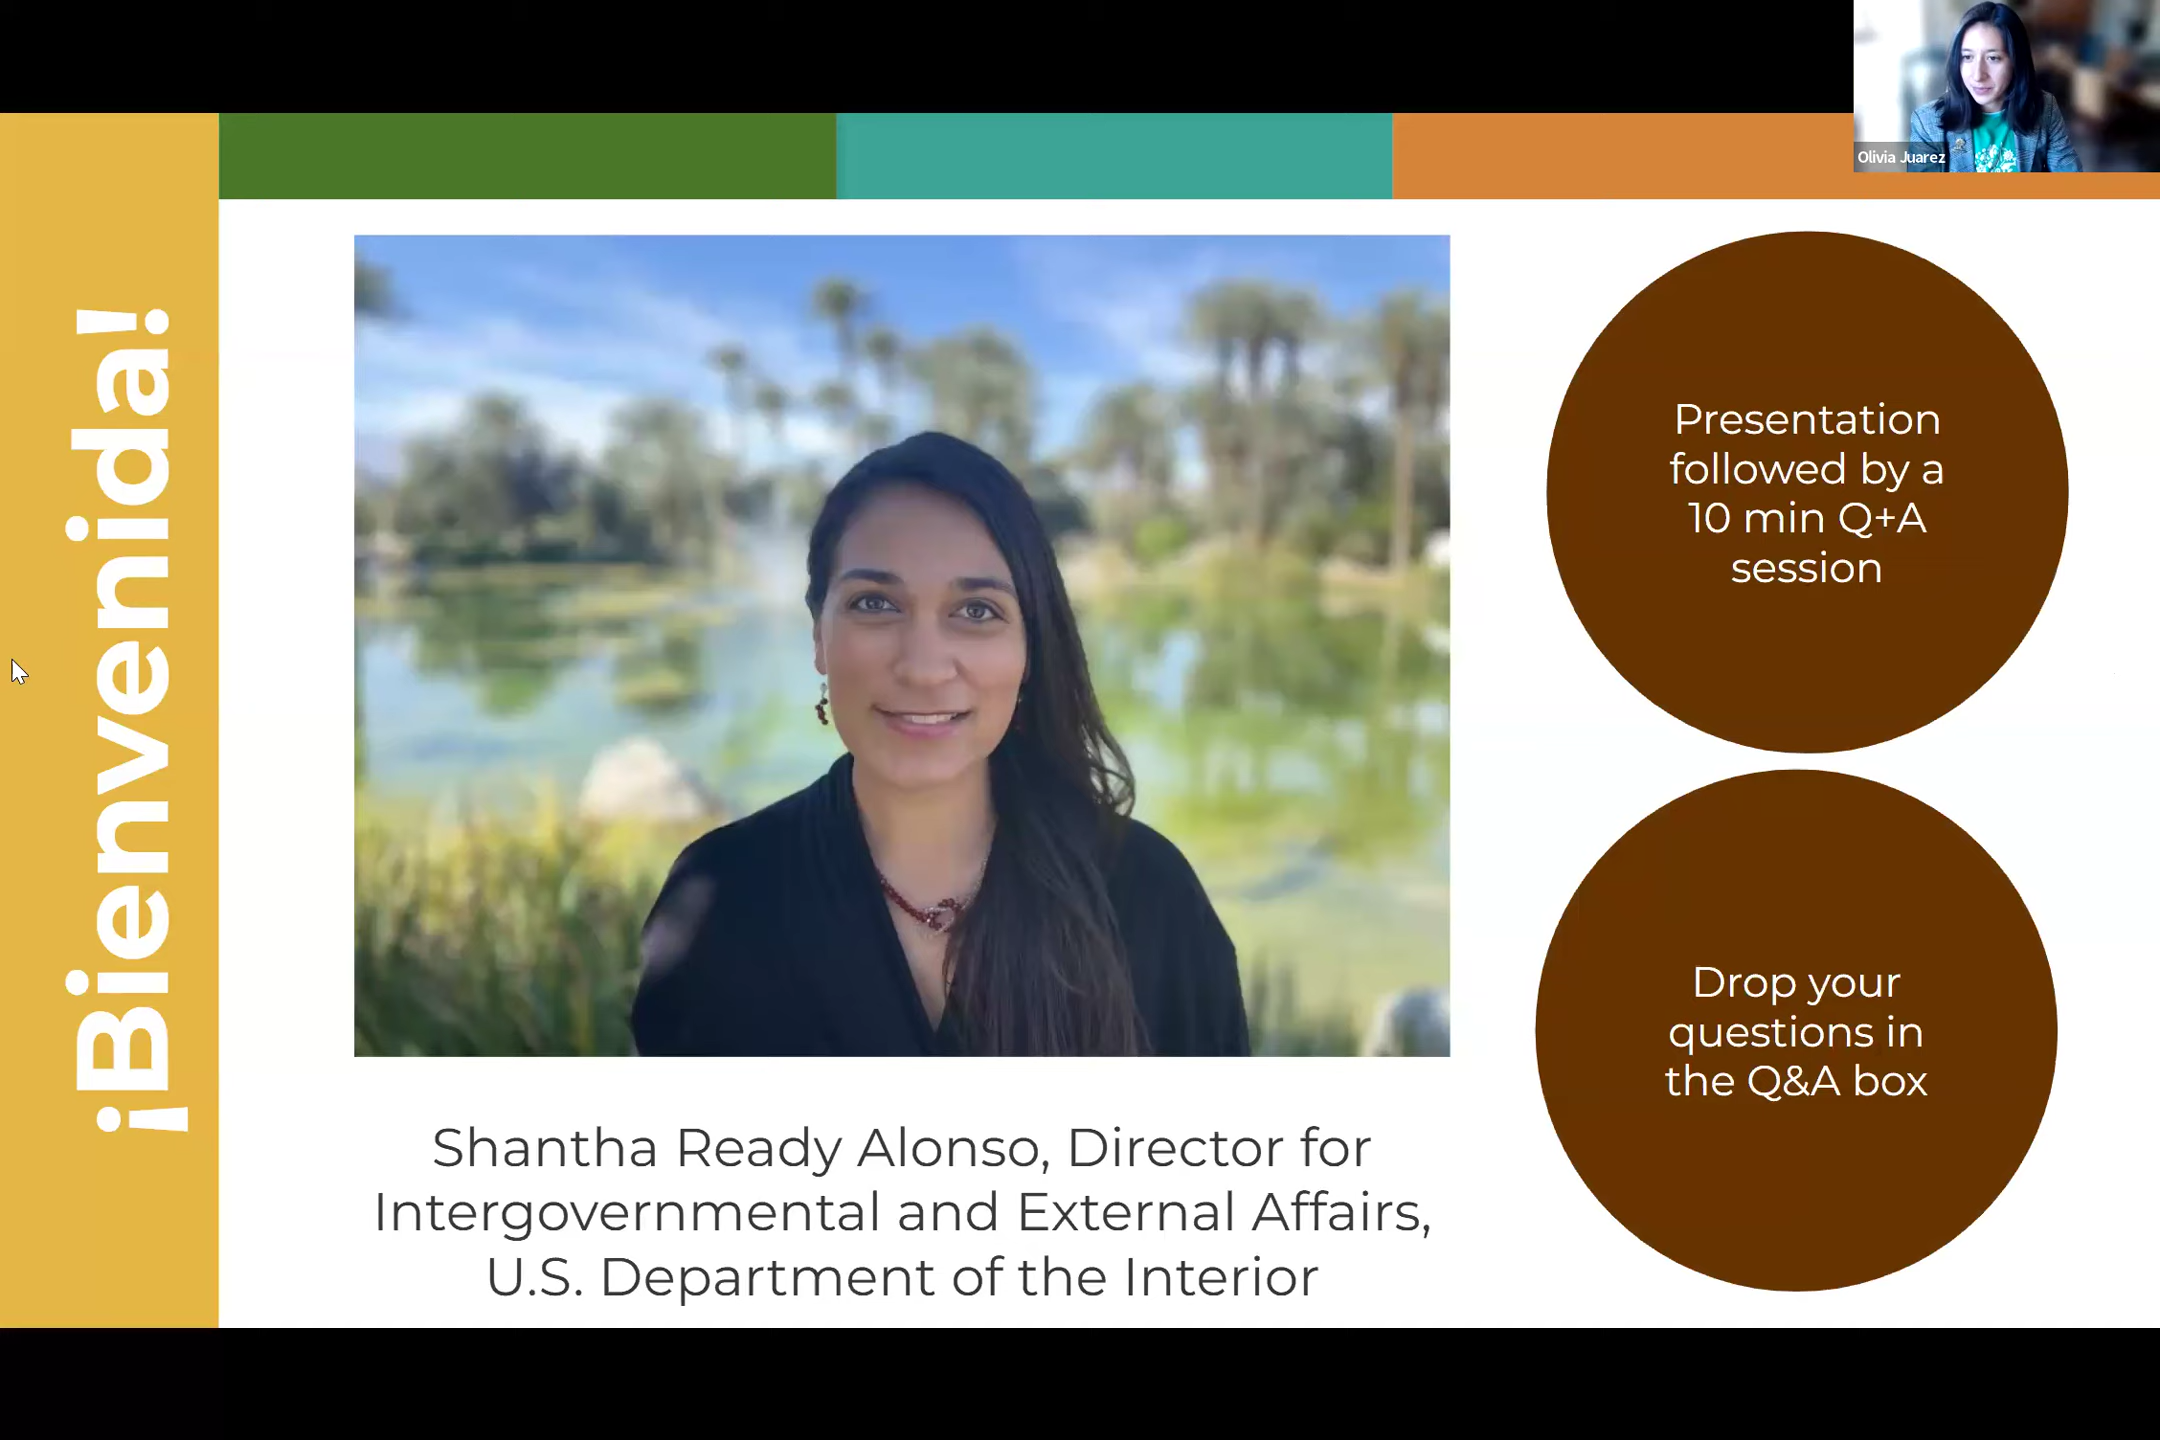 Olivia Juarez
¡Bienvenida!
Presentation
followed by a
10 min Q+A
session
Drop your
questions in
the Q&A box
Shantha Ready Alonso, Director for
Intergovernmental and External Affairs,
U.S. Department of the Interior